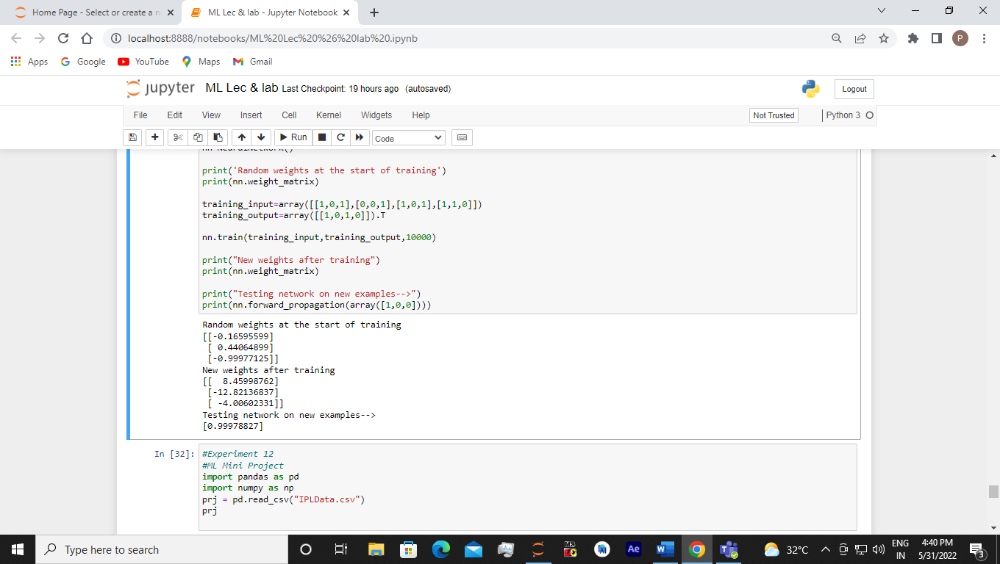 Home Page - Select or create a n
ML Lec & lab - Jupyter Notebook
localhost:8888/notebooks/ML%20Lec%20%26%20lab%20.ipynb
P
Apps
Google
YouTube
Maps
Gmail
jupyter
ML Lec & lab Last Checkpoint: 19 hours ago (autosaved)
Logout
File Edit View Insert Cell Kernel Widgets Help
Not Trusted
Python 3
Run
Code
print('Random weights at the start of training')
print(nn.weight_matrix)
training_input=array([[1,0,1],[0,0,1],[1,0,1],[1,1,0]])
training_output=array([[1,0,1,0]]).T
nn.train(training_input,training_output,10000)
print("New weights after training")
print(nn.weight_matrix)
print("Testing network on new examples-->")
print(nn.forward_propagation(array([1,0,0])))
Random weights at the start of training
[[-0.16595599]
[ 0.44064899]
[-0.99977125]]
New weights after training
[[ 8.45998762]
[-12.82136837]
[ -4.00602331]]
Testing network on new examples-->
[0.99978827]
In [32]:
#Experiment 12
#ML Mini Project
import pandas as pd
import numpy as np
prj = pd.read_csv("IPLData.csv")
prj
Type here to search
Ae
32°C
ENG
IN
4:40 PM
5/31/2022
3